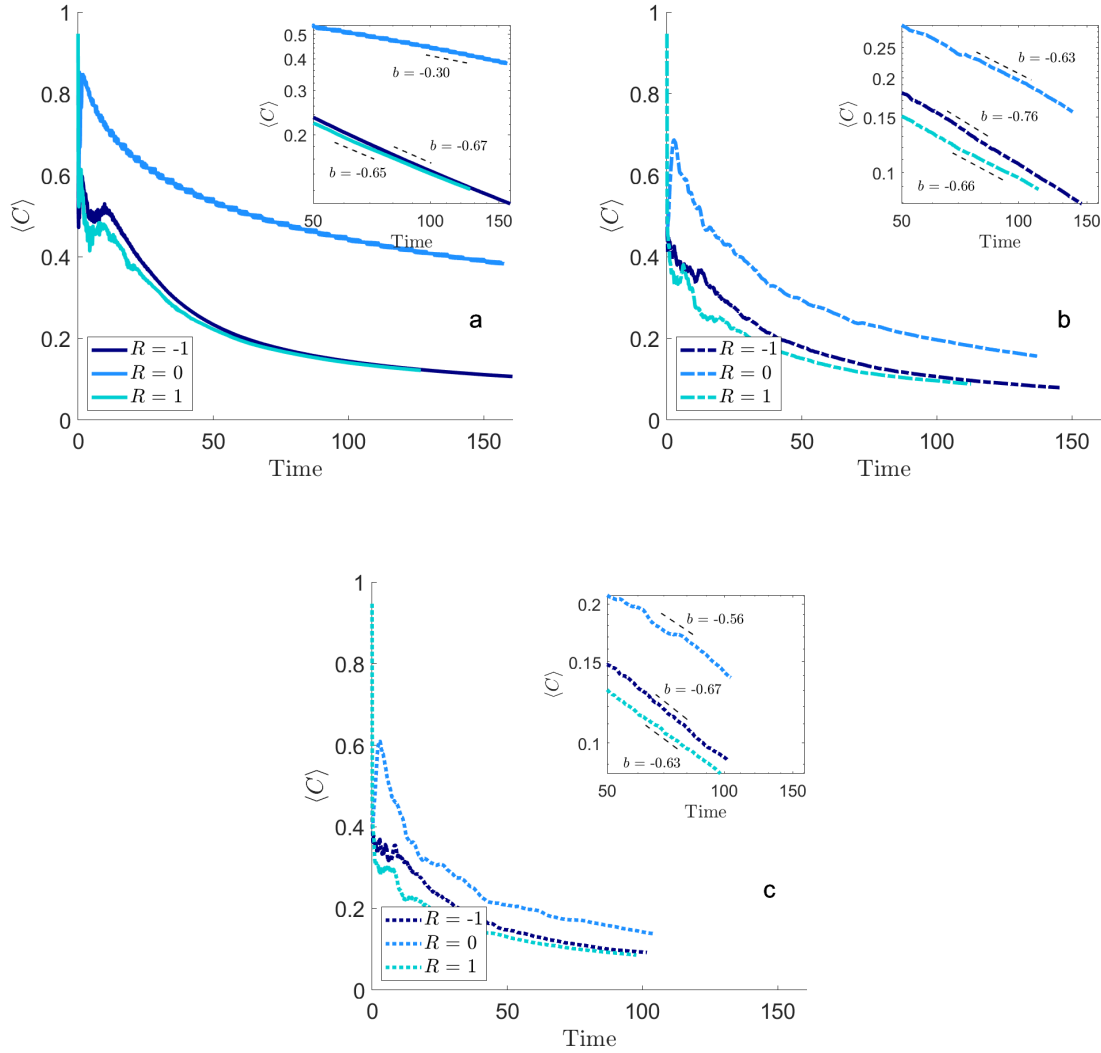 1
0.8
0.6
0.4
0.2
0
0
50
100
150
Time
⟨C⟩
a
R = -1
R = 0
R = 1
0.5
0.4
0.3
0.2
50
100
150
Time
⟨C⟩
b = -0.30
b = -0.67
b = -0.65
1
0.8
0.6
0.4
0.2
0
0
50
100
150
Time
⟨C⟩
b
R = -1
R = 0
R = 1
0.25
0.2
0.15
0.1
50
100
150
Time
⟨C⟩
b = -0.63
b = -0.76
b = -0.66
1
0.8
0.6
0.4
0.2
0
0
50
100
150
Time
⟨C⟩
c
R = -1
R = 0
R = 1
0.2
0.15
0.1
50
100
150
Time
⟨C⟩
b = -0.56
b = -0.67
b = -0.63